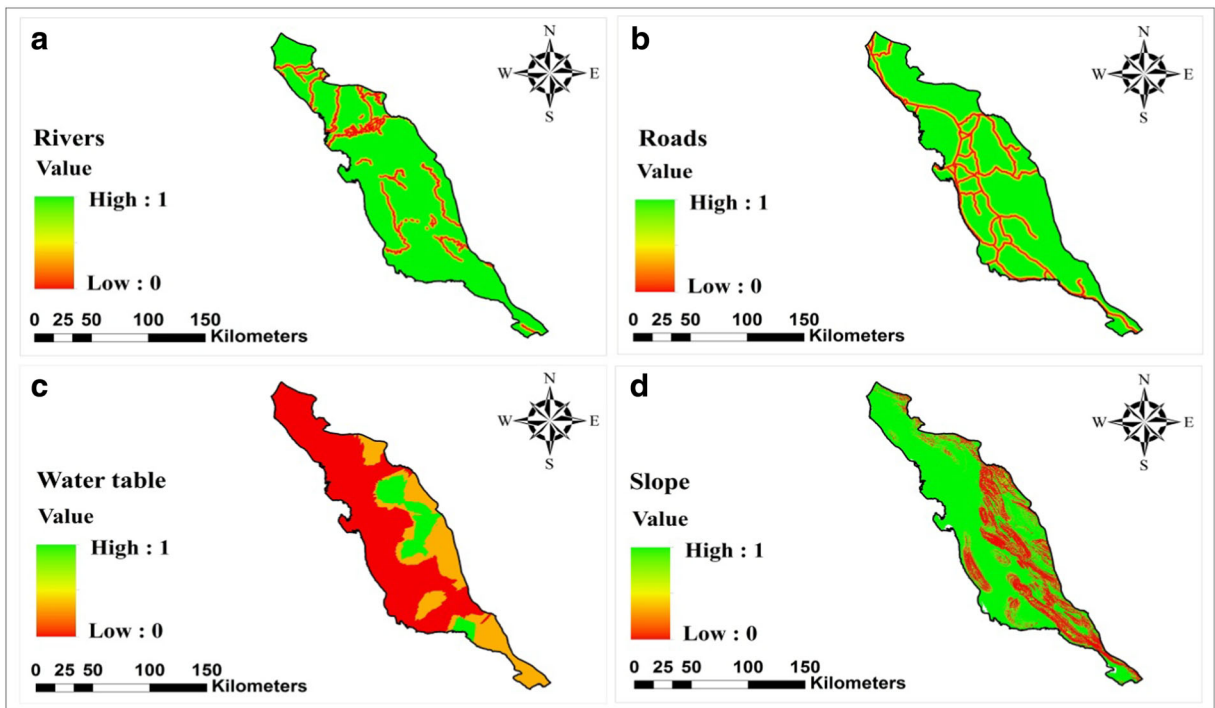 a
N
W E
S
Rivers
Value
High : 1
Low : 0
0 25 50 100 150
Kilometers
b
N
W E
S
Roads
Value
High : 1
Low : 0
0 25 50 100 150
Kilometers
c
N
W E
S
Water table
Value
High : 1
Low : 0
0 25 50 100 150
Kilometers
d
N
W E
S
Slope
Value
High : 1
Low : 0
0 25 50 100 150
Kilometers